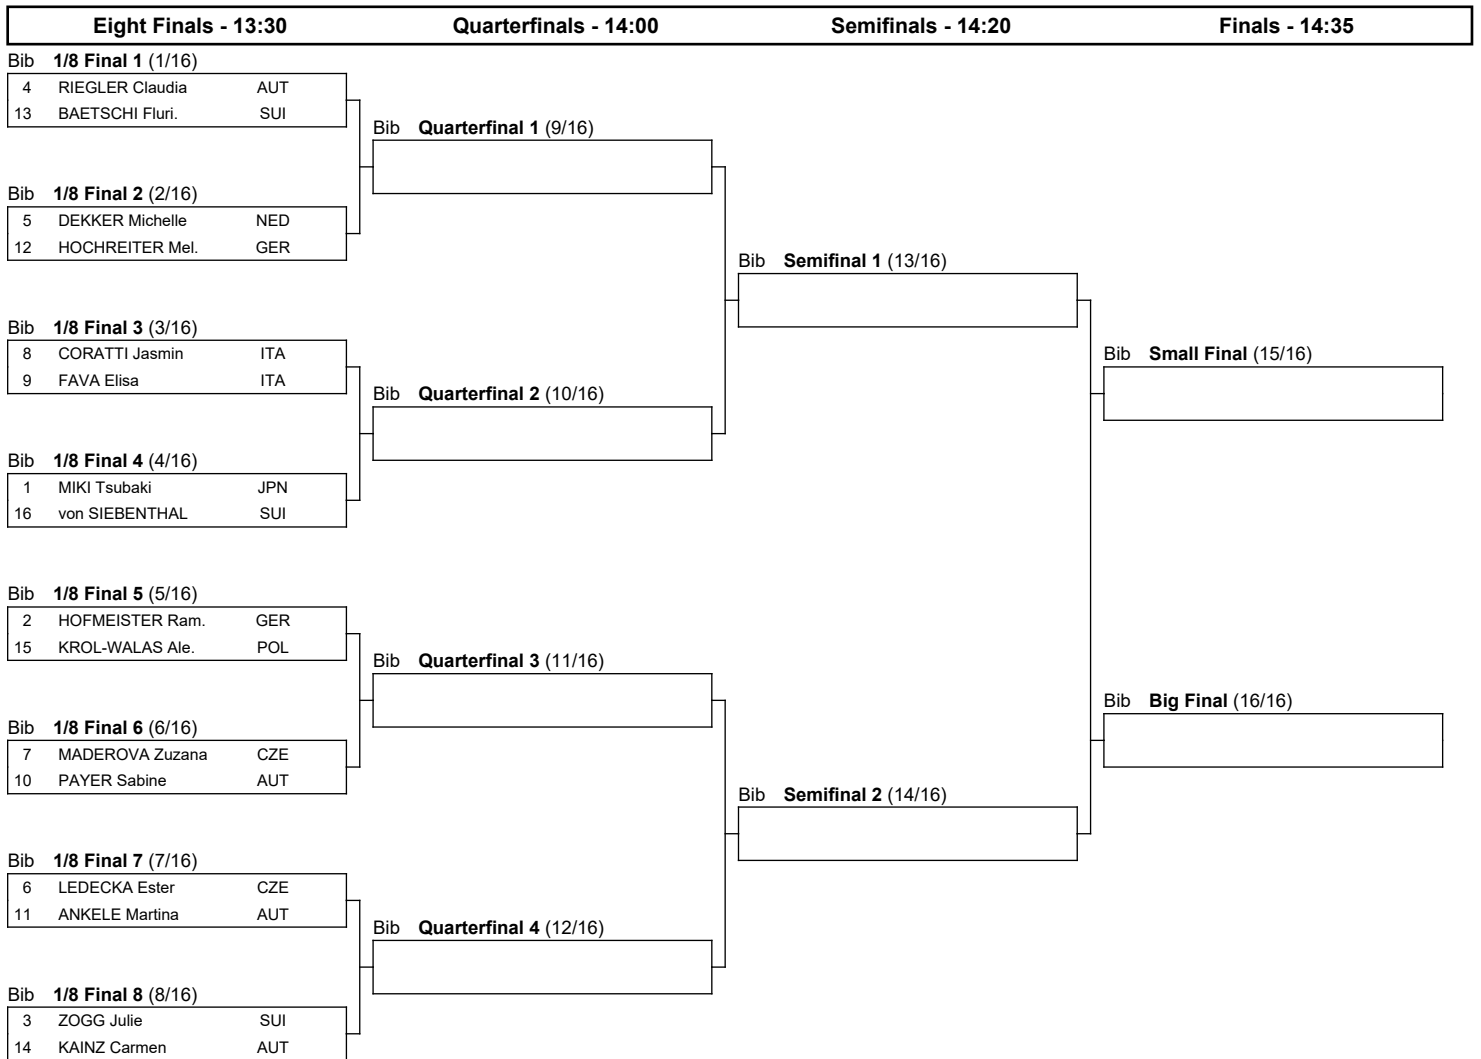 Eight Finals - 13:30 Quarterfinals - 14:00 Semifinals - 14:20 Finals - 14:35
Bib 1/8 Final 1 (1/16)
4 RIEGLER Claudia AUT
13 BAETSCHI Fluri. SUI
Bib Quarterfinal 1 (9/16)
Bib 1/8 Final 2 (2/16)
5 DEKKER Michelle NED
12 HOCHREITER Mel. GER
Bib Semifinal 1 (13/16)
Bib 1/8 Final 3 (3/16)
8 CORATTI Jasmin ITA
9 FAVA Elisa ITA
Bib Small Final (15/16)
Bib Quarterfinal 2 (10/16)
Bib 1/8 Final 4 (4/16)
1 MIKI Tsubaki JPN
16 von SIEBENTHAL SUI
Bib 1/8 Final 5 (5/16)
2 HOFMEISTER Ram. GER
15 KROL-WALAS Ale. POL
Bib Quarterfinal 3 (11/16)
Bib Big Final (16/16)
Bib 1/8 Final 6 (6/16)
7 MADEROVA Zuzana CZE
10 PAYER Sabine AUT
Bib Semifinal 2 (14/16)
Bib 1/8 Final 7 (7/16)
6 LEDECKA Ester CZE
11 ANKELE Martina AUT
Bib Quarterfinal 4 (12/16)
Bib 1/8 Final 8 (8/16)
3 ZOGG Julie SUI
14 KAINZ Carmen AUT